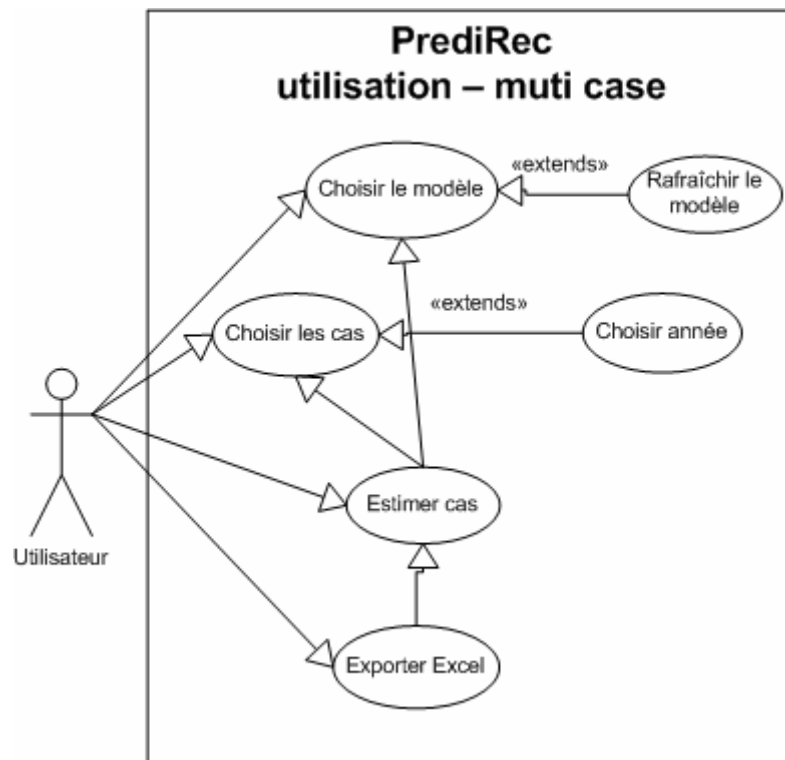 PrediRec
utilisation – muti case
Choisir le modèle
«extends»
Rafraîchir le
modèle
Choisir les cas
«extends»
Choisir année
Estimer cas
Utilisateur
Exporter Excel